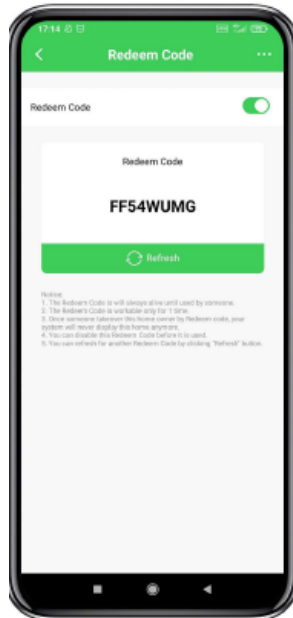 17:14
Redeem Code
Redeem Code
Redeem Code
FF54WUMG
Refresh
Notice:
1. The Redeem Code is will always alive until used by someone.
2. The Redeem Code is workable only for 1 time.
3. Once someone takeover this home owner by Redeem code, your
system will never display this home anymore.
4. You can disable this Redeem Code before it is used.
5. You can refresh for another Redeem Code by clicking "Refresh" button.